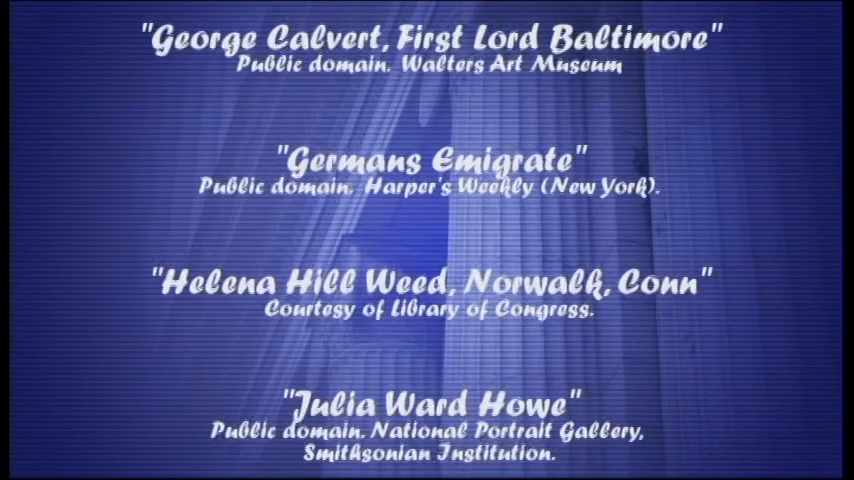 "George Calvert, First Lord Baltimore"
Public domain. Walters Art Museum
"Germans Emigrate"
Public domain. Harper's Weekly (New York).
"Helena Hill Weed, Norwalk, Conn"
Courtesy of Library of Congress.
"Julia Ward Howe"
Public domain. National Portrait Gallery,
Smithsonian Institution.